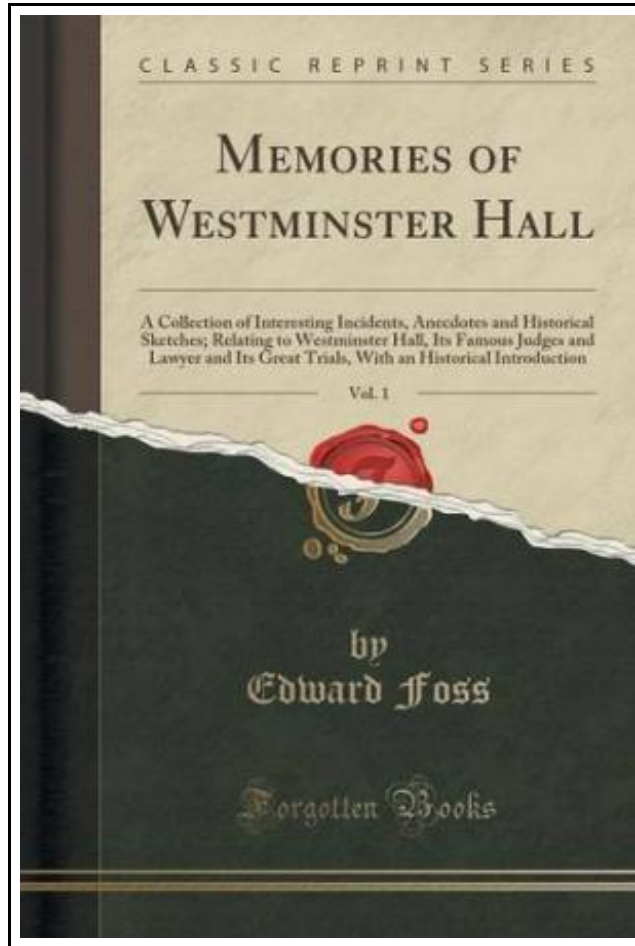 CLASSIC REPRINT SERIES
MEMORIES OF
WESTMINSTER HALL
A Collection of Interesting Incidents, Anecdotes and Historical
Sketches; Relating to Westminster Hall, Its Famous Judges and
Lawyer and Its Great Trials, With an Historical Introduction
Vol. 1
by
Edward Foss
Forgotten Books